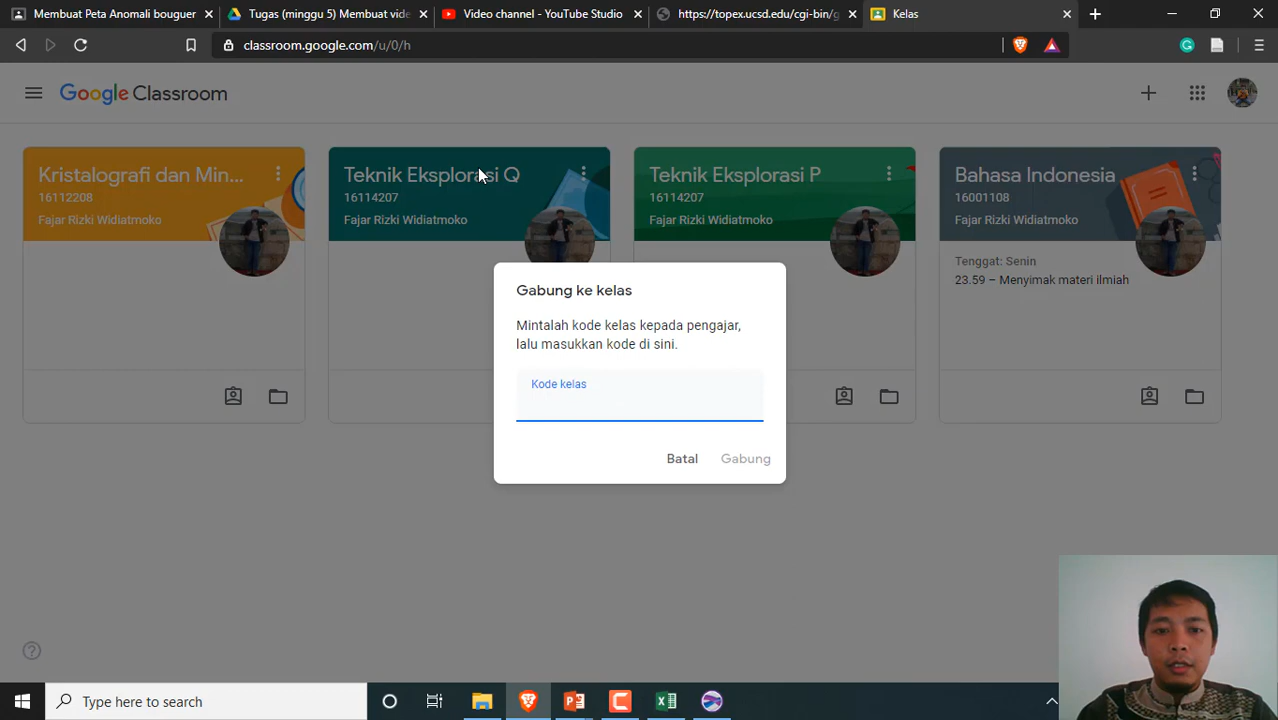 Membuat Peta Anomali bouguer
Tugas (minggu 5) Membuat vide
Video channel - YouTube Studio
https://topex.ucsd.edu/cgi-bin/g
Kelas
classroom.google.com/u/0/h
Google Classroom
Kristalografi dan Min...
16112208
Fajar Rizki Widiatmoko
Teknik Eksplorasi Q
16114207
Fajar Rizki Widiatmoko
Teknik Eksplorasi P
16114207
Fajar Rizki Widiatmoko
Bahasa Indonesia
16001108
Fajar Rizki Widiatmoko
Tenggat: Senin
23.59 – Menyimak materi ilmiah
Gabung ke kelas
Mintalah kode kelas kepada pengajar,
lalu masukkan kode di sini.
Kode kelas
Batal
Gabung
Type here to search